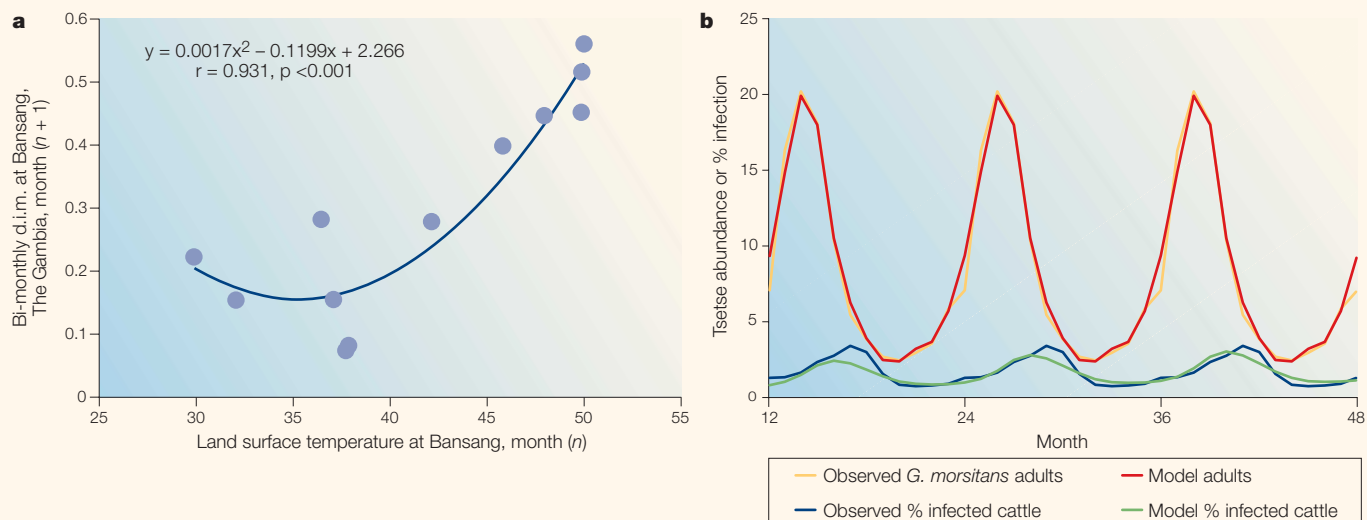 a
y = 0.0017x2 – 0.1199x + 2.266
r = 0.931, p <0.001
Bi-monthly d.i.m. at Bansang,
The Gambia, month (n + 1)
0.6
0.5
0.4
0.3
0.2
0.1
0
25 30 35 40 45 50 55
Land surface temperature at Bansang, month (n)
b
Tsetse abundance or % infection
25
20
15
10
5
0
12 24 36 48
Month
Observed G. morsitans adults
Model adults
Observed % infected cattle
Model % infected cattle